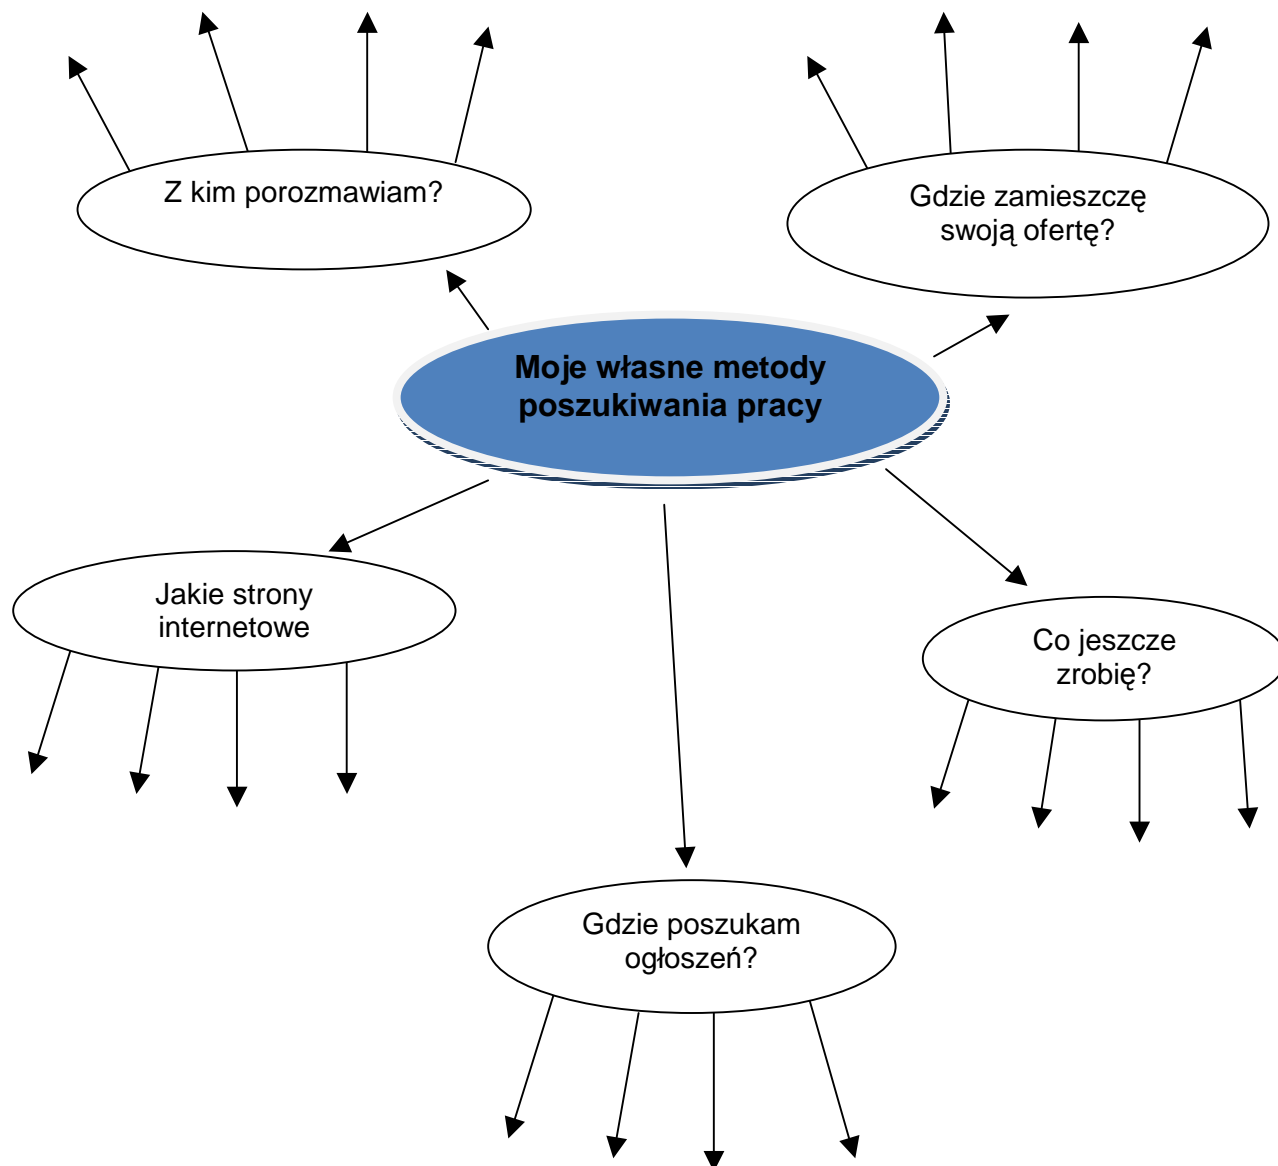 Z kim porozmawiam?
Gdzie zamieszczę
swoją ofertę?
Moje własne metody
poszukiwania pracy
Jakie strony
internetowe
Co jeszcze
zrobię?
Gdzie poszukam
ogłoszeń?